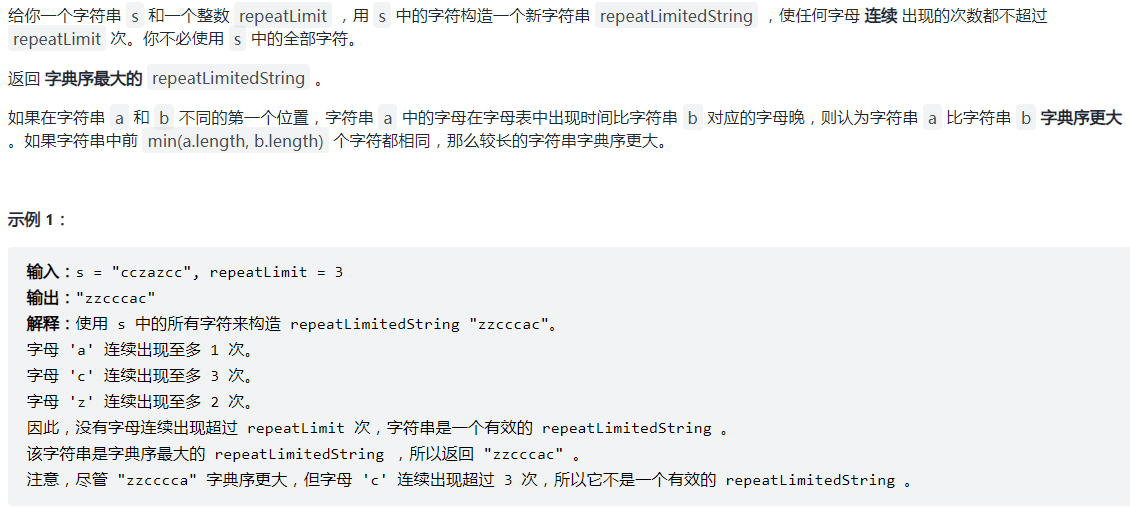 给你一个字符串 s 和一个整数 repeatLimit ，用 s 中的字符构造一个新字符串 repeatLimitedString ，使任何字母 连续 出现的次数都不超过
repeatLimit 次。你不必使用 s 中的全部字符。
返回 字典序最大的 repeatLimitedString 。
如果在字符串 a 和 b 不同的第一个位置，字符串 a 中的字母在字母表中出现时间比字符串 b 对应的字母晚，则认为字符串 a 比字符串 b 字典序更大
。如果字符串中前 min(a.length, b.length) 个字符都相同，那么较长的字符串字典序更大。
示例 1：
输入：s = "cczazcc", repeatLimit = 3
输出："zzcccac"
解释：使用 s 中的所有字符来构造 repeatLimitedString "zzcccac"。
字母 'a' 连续出现至多 1 次。
字母 'c' 连续出现至多 3 次。
字母 'z' 连续出现至多 2 次。
因此，没有字母连续出现超过 repeatLimit 次，字符串是一个有效的 repeatLimitedString 。
该字符串是字典序最大的 repeatLimitedString ，所以返回 "zzcccac" 。
注意，尽管 "zzcccca" 字典序更大，但字母 'c' 连续出现超过 3 次，所以它不是一个有效的 repeatLimitedString 。